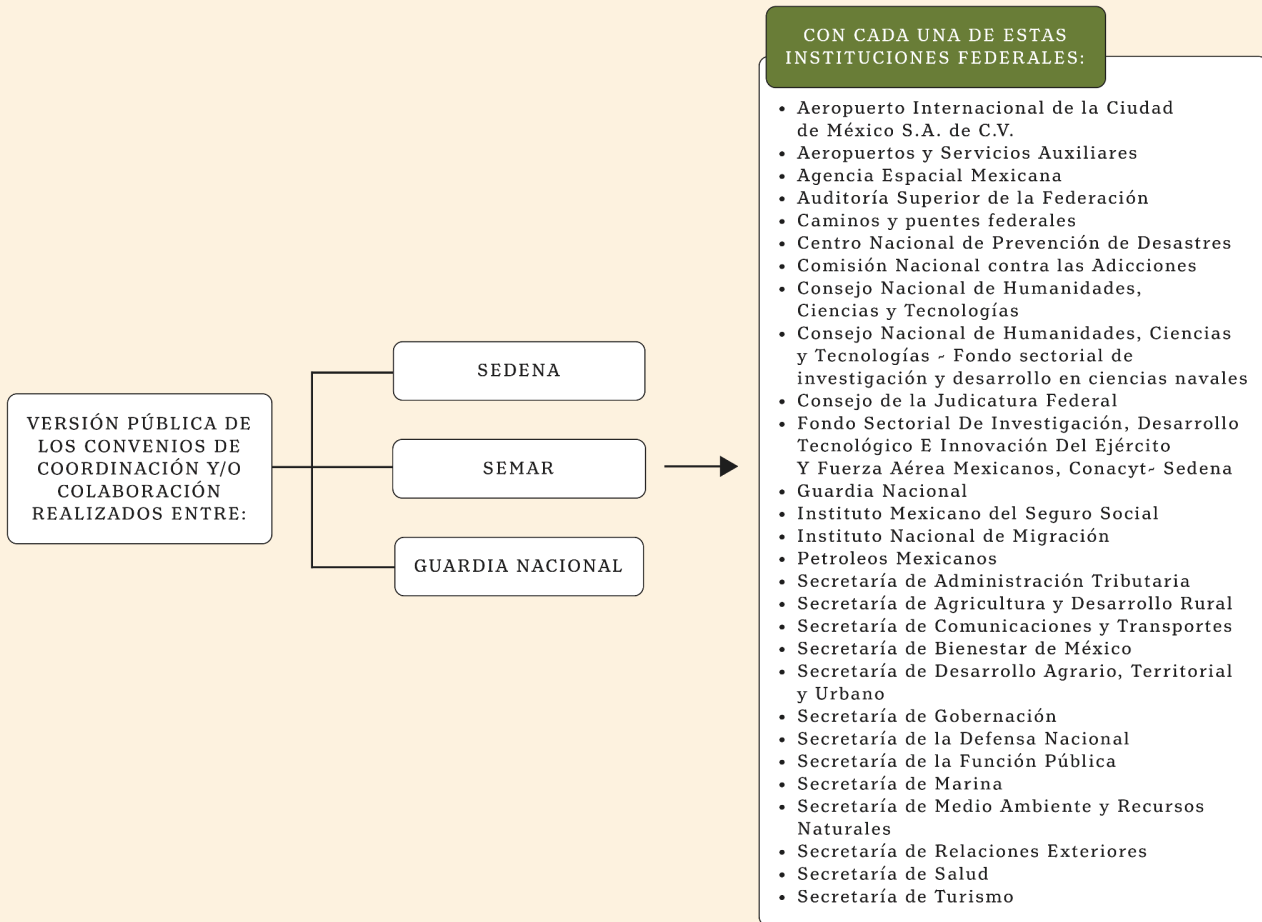 VERSIÓN PÚBLICA DE
LOS CONVENIOS DE
COORDINACIÓN Y/O
COLABORACIÓN
REALIZADOS ENTRE:
SEDENA
SEMAR
GUARDIA NACIONAL
CON CADA UNA DE ESTAS
INSTITUCIONES FEDERALES:
• Aeropuerto Internacional de la Ciudad
de México S.A. de C.V.
• Aeropuertos y Servicios Auxiliares
• Agencia Espacial Mexicana
• Auditoría Superior de la Federación
• Caminos y puentes federales
• Centro Nacional de Prevención de Desastres
• Comisión Nacional contra las Adicciones
• Consejo Nacional de Humanidades,
Ciencias y Tecnologías
• Consejo Nacional de Humanidades, Ciencias
y Tecnologías - Fondo sectorial de
investigación y desarrollo en ciencias navales
• Consejo de la Judicatura Federal
• Fondo Sectorial De Investigación, Desarrollo
Tecnológico E Innovación Del Ejército
Y Fuerza Aérea Mexicanos, Conacyt- Sedena
• Guardia Nacional
• Instituto Mexicano del Seguro Social
• Instituto Nacional de Migración
• Petroleos Mexicanos
• Secretaría de Administración Tributaria
• Secretaría de Agricultura y Desarrollo Rural
• Secretaría de Comunicaciones y Transportes
• Secretaría de Bienestar de México
• Secretaría de Desarrollo Agrario, Territorial
y Urbano
• Secretaría de Gobernación
• Secretaría de la Defensa Nacional
• Secretaría de la Función Pública
• Secretaría de Marina
• Secretaría de Medio Ambiente y Recursos
Naturales
• Secretaría de Relaciones Exteriores
• Secretaría de Salud
• Secretaría de Turismo